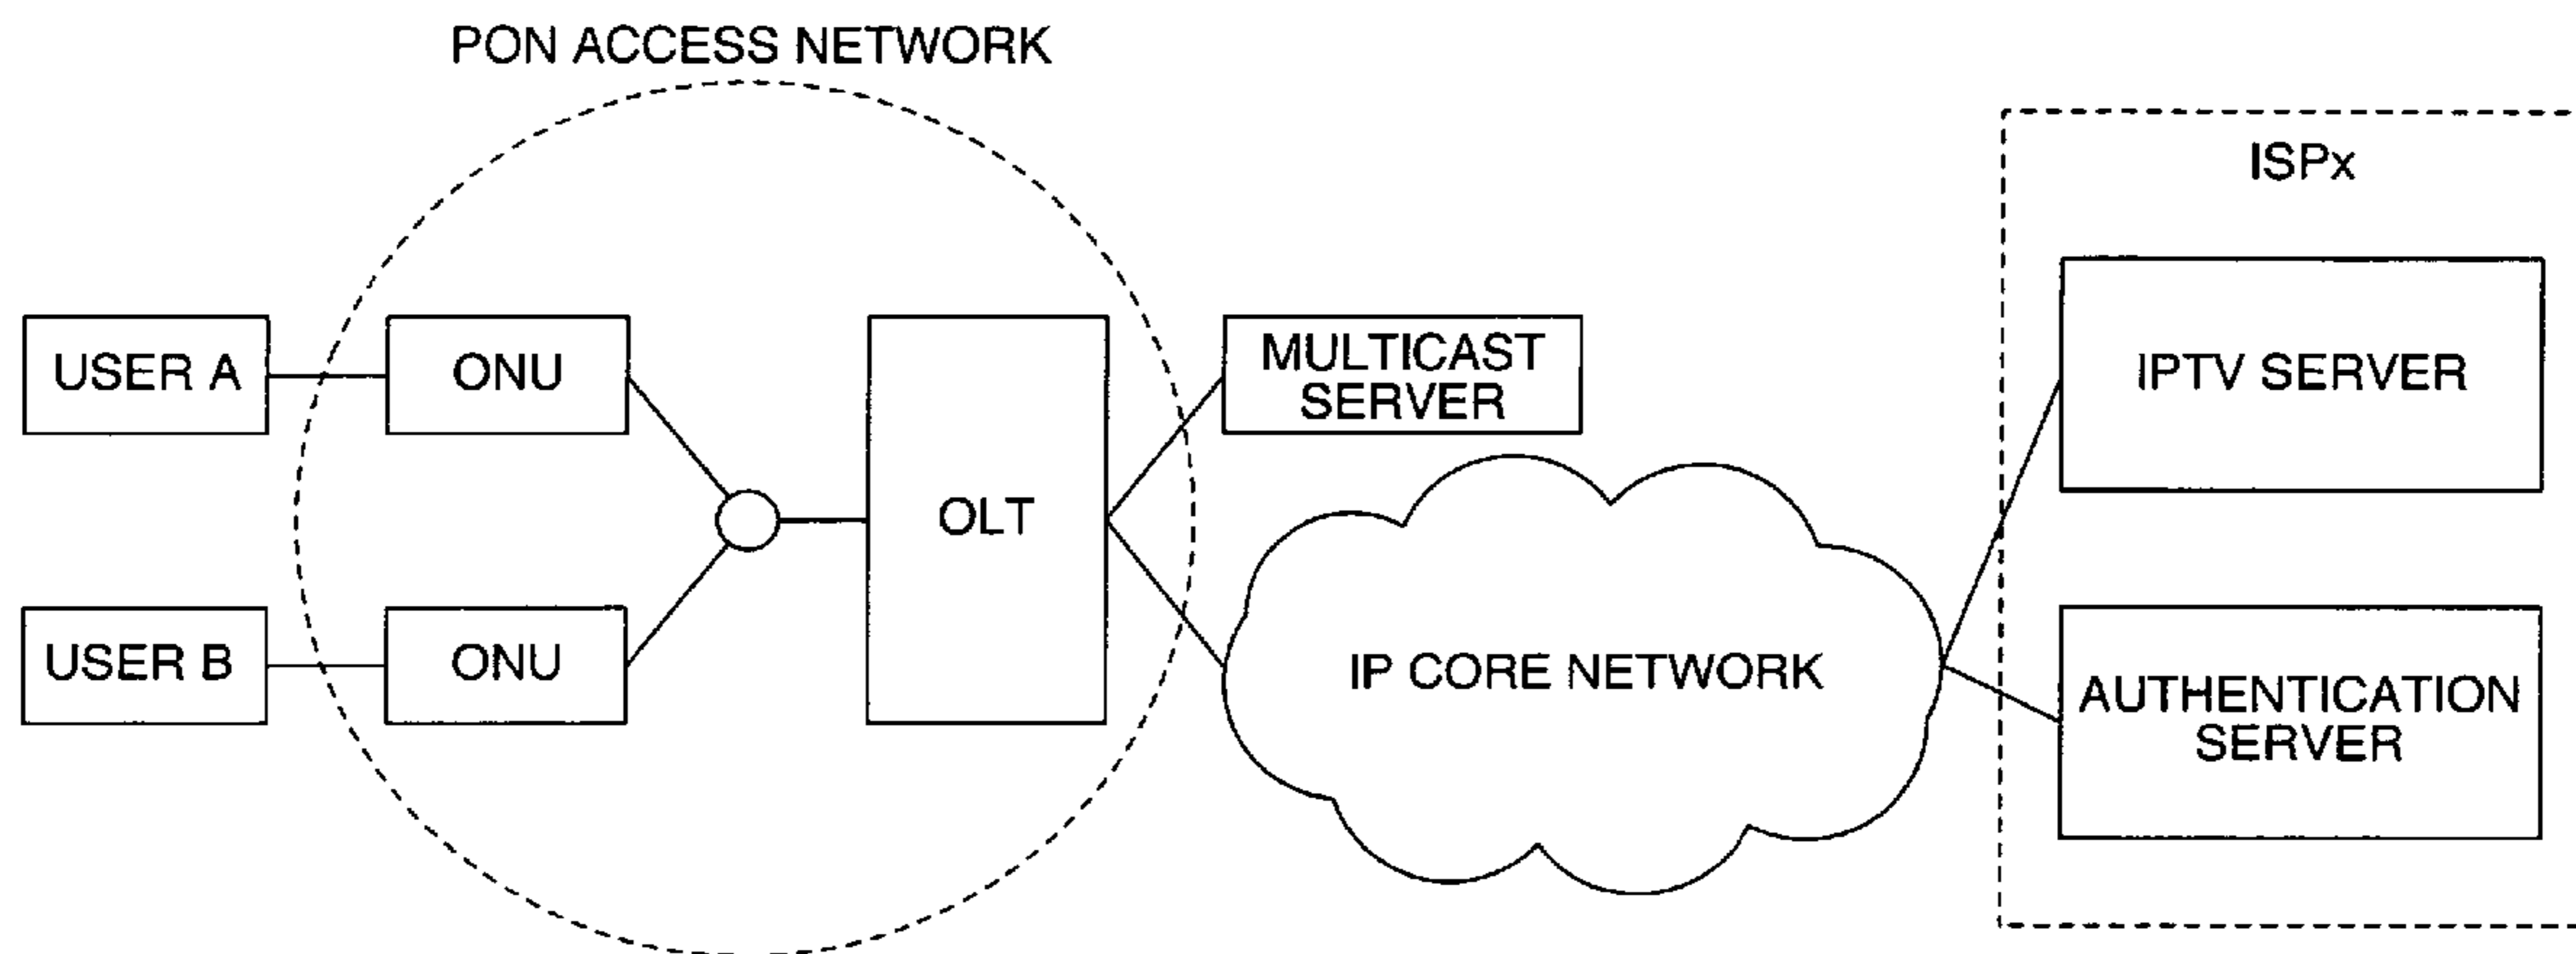 PON ACCESS NETWORK
ISPx
USER A
ONU
MULTICAST
SERVER
IPTV SERVER
OLT
USER B
ONU
IP CORE NETWORK
AUTHENTICATION
SERVER